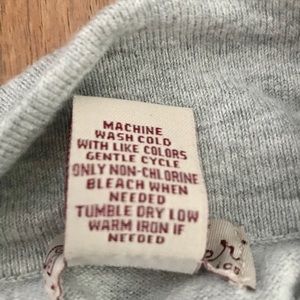 MACHINE
WASH COLD
WITH LIKE COLORS
GENTLE CYCLE
ONLY NON-CHLORINE
BLEACH WHEN
NEEDED
TUMBLE DRY LOW
WARM IRON IF
NEEDED